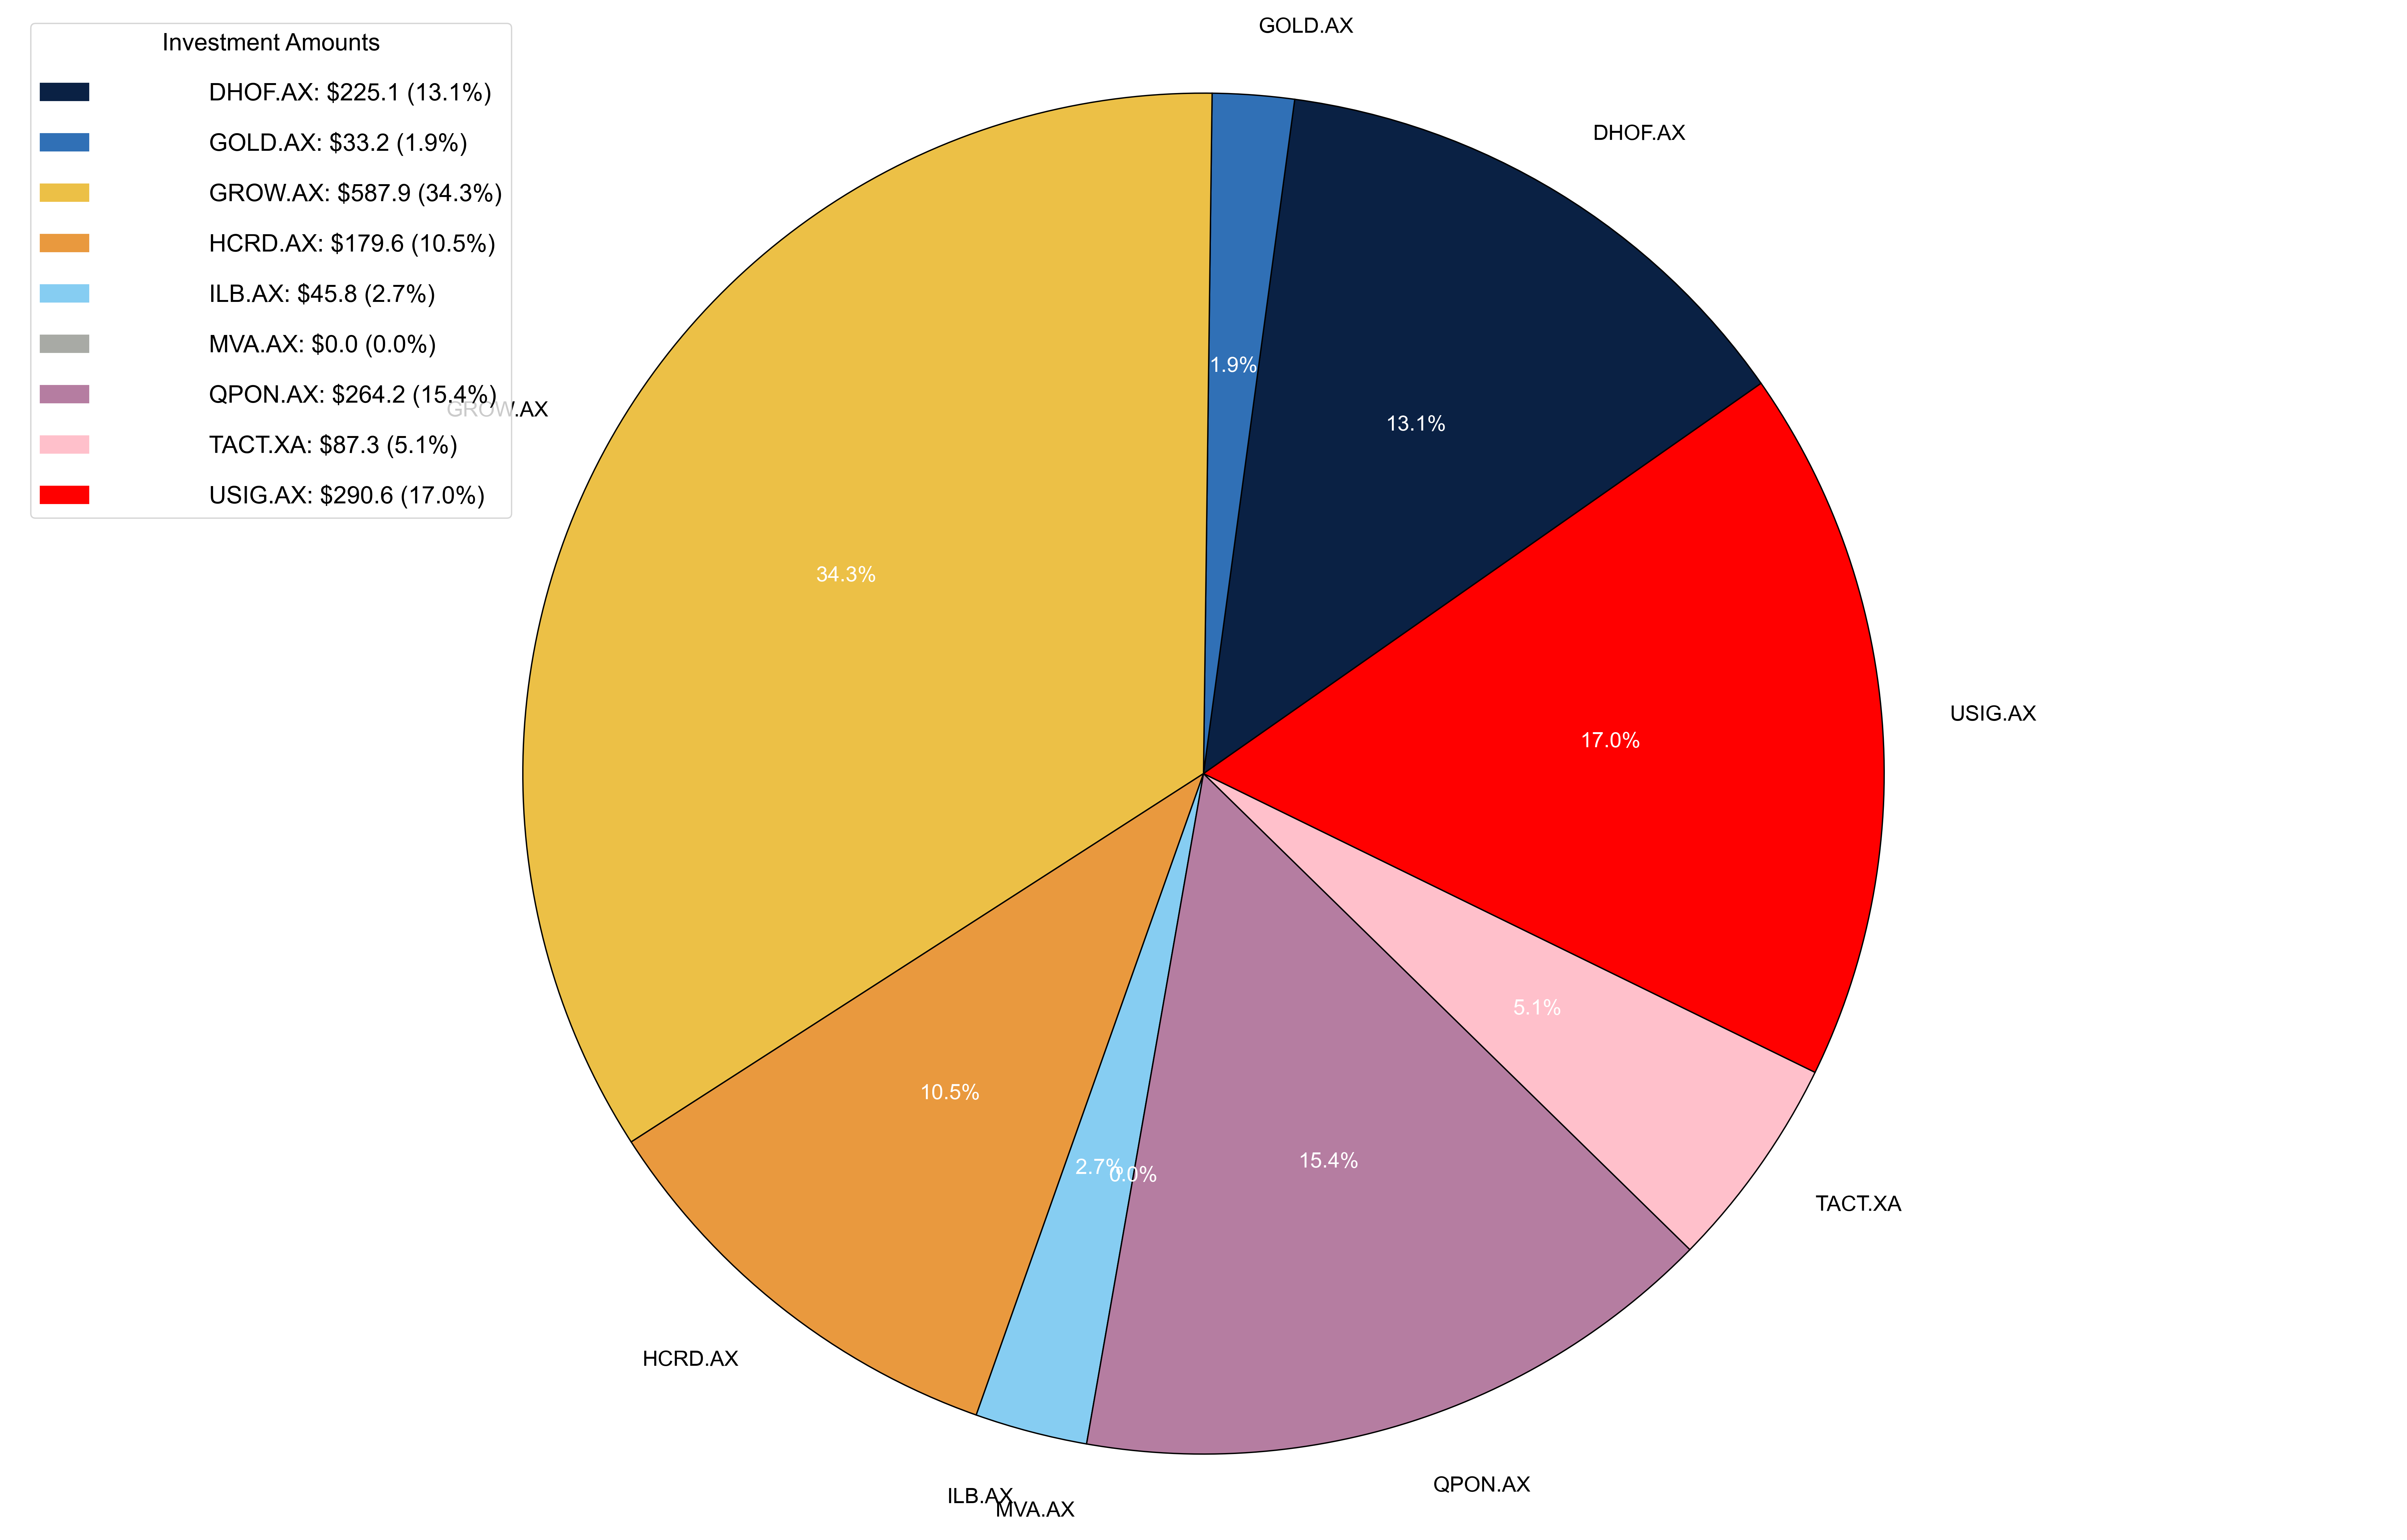 Investment Amounts
DHOF.AX: $225.1 (13.1%)
GOLD.AX: $33.2 (1.9%)
GROW.AX: $587.9 (34.3%)
HCRD.AX: $179.6 (10.5%)
ILB.AX: $45.8 (2.7%)
MVA.AX: $0.0 (0.0%)
QPON.AX: $264.2 (15.4%)
TACT.XA: $87.3 (5.1%)
USIG.AX: $290.6 (17.0%)
GOLD.AX
DHOF.AX
1.9%
GROW.AX
13.1%
34.3%
USIG.AX
17.0%
5.1%
10.5%
15.4%
2.7%
0.0%
TACT.XA
HCRD.AX
QPON.AX
ILB.AX
MVA.AX